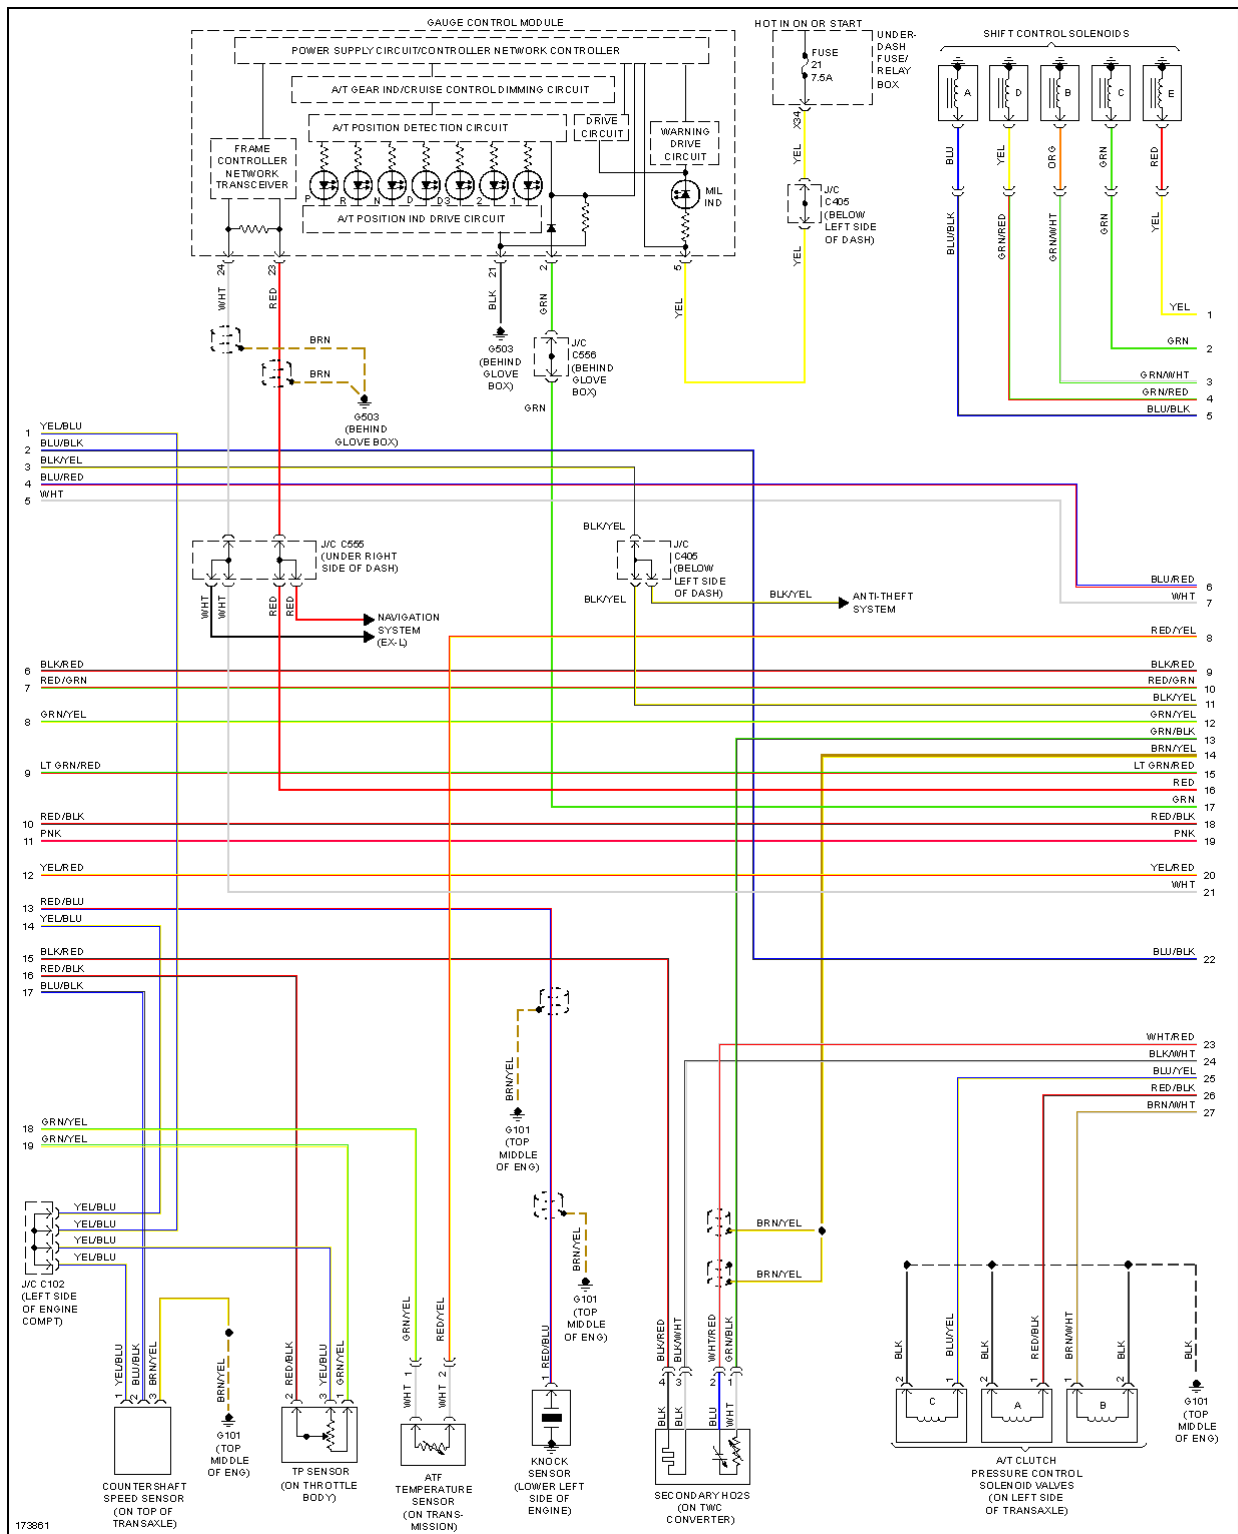 GAUGE CONTROL MODULE
POWER SUPPLY CIRCUIT/CONTROLLER NETWORK CONTROLLER
A/T GEAR IND/CRUISE CONTROL DIMMING CIRCUIT
A/T POSITION DETECTION CIRCUIT
DRIVE
CIRCUIT
WARNING
DRIVE
CIRCUIT
FRAME
CONTROLLER
NETWORK
TRANSCEIVER
P R N D D3 2 1
A/T POSITION IND DRIVE CIRCUIT
MIL
IND
HOT IN ON OR START
FUSE
21
7.5A
UNDER-
DASH
FUSE/
RELAY
BOX
X34
YEL
J/C
C405
(BELOW
LEFT SIDE
OF DASH)
YEL
SHIFT CONTROL SOLENOIDS
A D B C E
BLU YEL ORG GRN RED
BLU/BLK GRN/RED GRN/WHT GRN YEL
YEL 1
GRN 2
GRN/WHT 3
GRN/RED 4
BLU/BLK 5
24 23 21 2 5
WHT RED BLK GRN YEL
BRN
BRN
G503
(BEHIND
GLOVE BOX)
G503
(BEHIND
GLOVE
BOX)
J/C
C556
(BEHIND
GLOVE
BOX)
GRN
1 YEL/BLU
2 BLU/BLK
3 BLK/YEL
4 BLU/RED
5 WHT
J/C C555
(UNDER RIGHT
SIDE OF DASH)
WHT WHT RED RED
NAVIGATION
SYSTEM
(EX-L)
BLK/YEL
J/C
C405
(BELOW
LEFT SIDE
OF DASH)
BLK/YEL
BLK/YEL
ANTI-THEFT
SYSTEM
BLU/RED 6
WHT 7
RED/YEL 8
6 BLK/RED
BLK/RED 9
7 RED/GRN
RED/GRN 10
BLK/YEL 11
8 GRN/YEL
GRN/YEL 12
GRN/BLK 13
BRN/YEL 14
9 LT GRN/RED
LT GRN/RED 15
RED 16
GRN 17
10 RED/BLK
RED/BLK 18
11 PNK
PNK 19
12 YEL/RED
YEL/RED 20
WHT 21
13 RED/BLU
14 YEL/BLU
15 BLK/RED
BLU/BLK 22
16 RED/BLK
17 BLU/BLK
WHT/RED 23
BLK/WHT 24
BLU/YEL 25
RED/BLK 26
BRN/WHT 27
BRN/YEL
G101
(TOP
MIDDLE
OF ENG)
18 GRN/YEL
19 GRN/YEL
YEL/BLU
YEL/BLU
YEL/BLU
YEL/BLU
J/C C102
(LEFT SIDE
OF ENGINE
COMPT)
BRN/YEL
G101
(TOP
MIDDLE
OF ENG)
BRN/YEL
BRN/YEL
YEL/BLU BLU/BLK BRN/YEL
1 2 3
BRN/YEL
G101
(TOP
MIDDLE
OF ENG)
COUNTERSHAFT
SPEED SENSOR
(ON TOP OF
TRANSAXLE)
RED/BLK YEL/BLU GRN/YEL
2 3 1
TP SENSOR
(ON THROTTLE
BODY)
GRN/YEL RED/YEL
1 2
WHT WHT
ATF
TEMPERATURE
SENSOR
(ON TRANS-
MISSION)
RED/BLU
1
KNOCK
SENSOR
(LOWER LEFT
SIDE OF
ENGINE)
BLK/RED BLK/WHT WHT/RED GRN/BLK
4 3 2 1
BLK BLK BLU WHT
SECONDARY HO2S
(ON TWC
CONVERTER)
BLK BLU/YEL BLK RED/BLK BRN/WHT BLK BLK
2 1 2 1 1 2
C A B
G101
(TOP
MIDDLE
OF ENG)
A/T CLUTCH
PRESSURE CONTROL
SOLENOID VALVES
(ON LEFT SIDE
OF TRANSAXLE)
173861